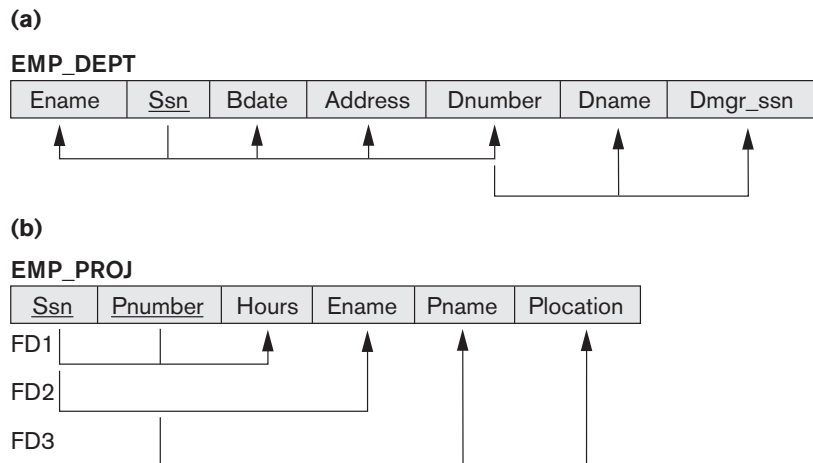 (a)
EMP_DEPT
Ename Ssn Bdate Address Dnumber Dname Dmgr_ssn
(b)
EMP_PROJ
Ssn Pnumber Hours Ename Pname Plocation
FD1
FD2
FD3